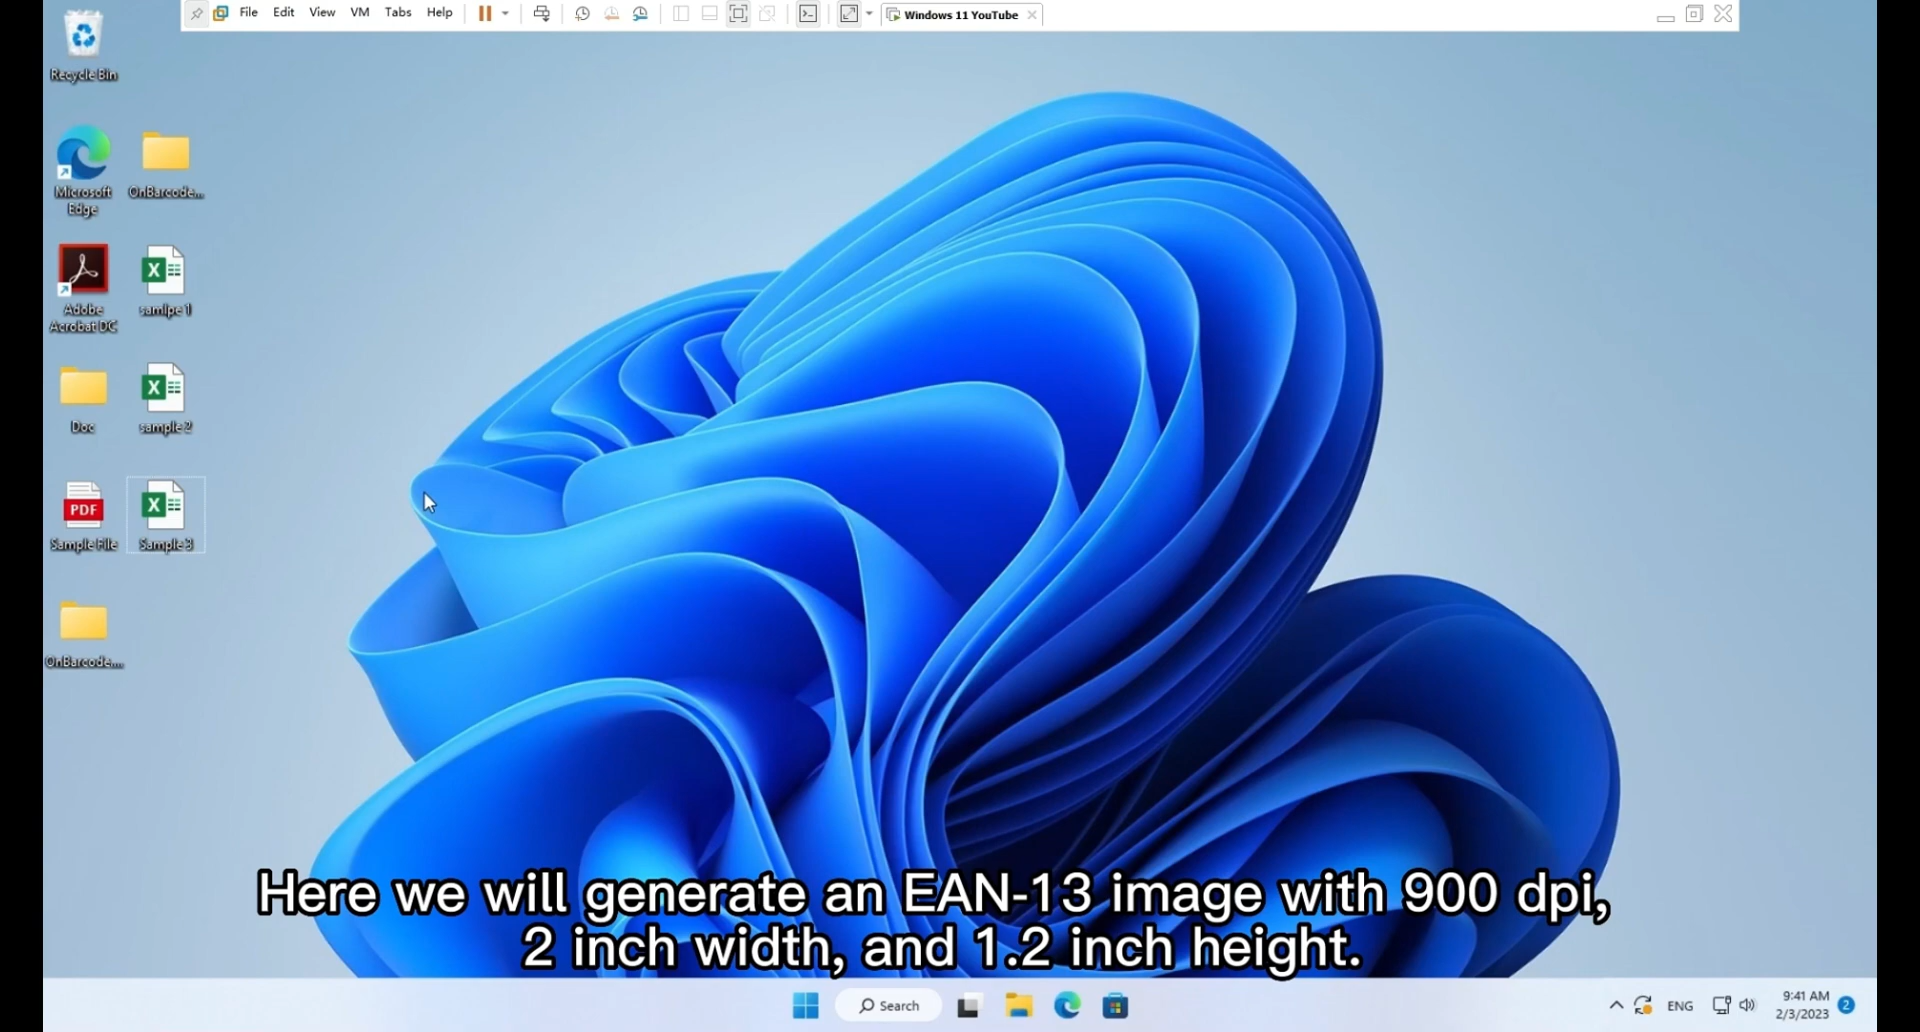 File Edit View VM Tabs Help Windows 11 YouTube
Recycle Bin
Microsoft Edge
OnBarcode...
Adobe Acrobat DC
samlpe 1
Doc
sample 2
PDF
Sample File
Sample 3
OnBarcode....
Here we will generate an EAN-13 image with 900 dpi,
2 inch width, and 1.2 inch height.
Search
ENG
9:41 AM
2/3/2023
2